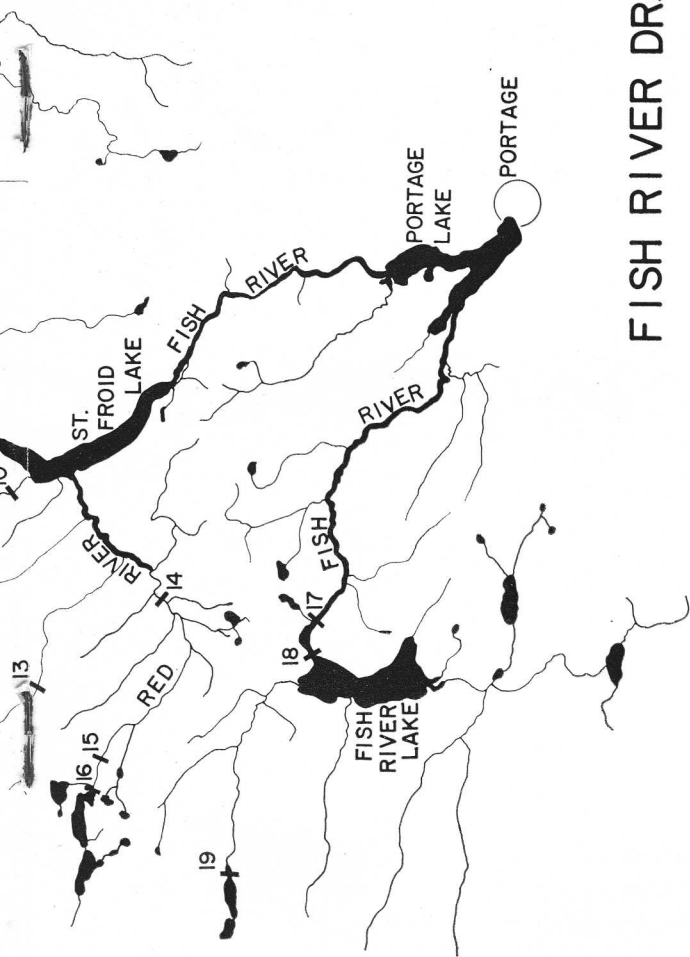 FISH RIVER DR
PORTAGE
PORTAGE
LAKE
FISH
RIVER
ST.
FROID
LAKE
RIVER
RED
FISH
RIVER
FISH
RIVER
LAKE
13
14
15
16
17
18
19